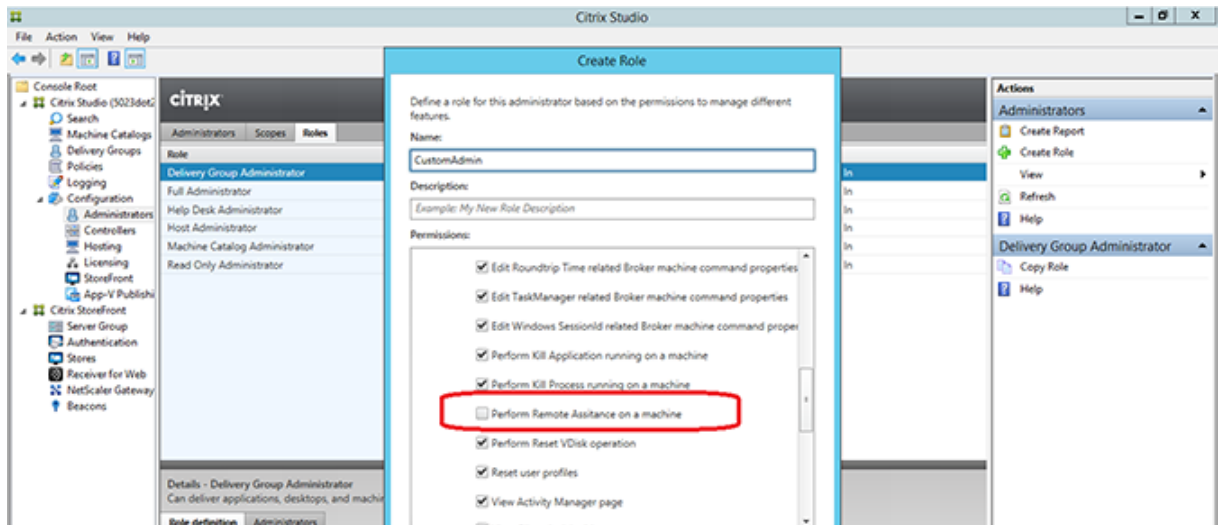 Citrix Studio
File Action View Help
Console Root
Citrix Studio (5023dot2
Search
Machine Catalogs
Delivery Groups
Policies
Logging
Configuration
Administrators
Controllers
Hosting
Licensing
StoreFront
App-V Publishi
Citrix StoreFront
Server Group
Authentication
Stores
Receiver for Web
NetScaler Gateway
Beacons
CITRIX
Administrators Scopes Roles
Role
Delivery Group Administrator
In
Full Administrator
In
Help Desk Administrator
In
Host Administrator
In
Machine Catalog Administrator
In
Read Only Administrator
In
Details - Delivery Group Administrator
Can deliver applications, desktops, and machin
Role definition Administrators
Create Role
Define a role for this administrator based on the permissions to manage different
features.
Name:
CustomAdmin
Description:
Example: My New Role Description
Permissions:
Edit Roundtrip Time related Broker machine command properties
Edit TaskManager related Broker machine command properties
Edit Windows SessionId related Broker machine command proper
Perform Kill Application running on a machine
Perform Kill Process running on a machine
Perform Remote Assitance on a machine
Perform Reset VDisk operation
Reset user profiles
View Activity Manager page
Actions
Administrators
Create Report
Create Role
View
Refresh
Help
Delivery Group Administrator
Copy Role
Help